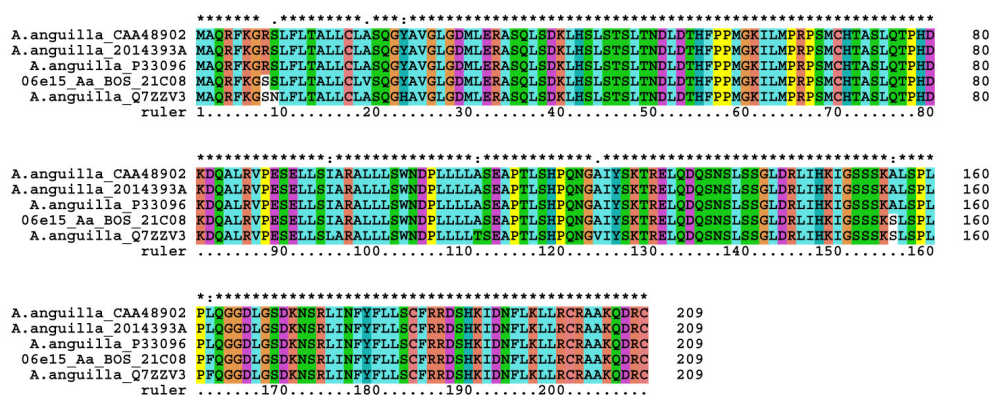 ******* .*********.***:*********************************************************
A.anguilla_CAA48902 MAQRFKGRSLFLTALLCLASQGYAVGLGDMLERASQLSDKLHSLSTSLTNDLDTHFPPMGKILMPRPSMCHTASLQTPHD 80
A.anguilla_2014393A MAQRFKGRSLFLTALLCLASQGYAVGLGDMLERASQLSDKLHSLSTSLTNDLDTHFPPMGKILMPRPSMCHTASLQTPHD 80
A.anguilla_P33096 MAQRFKGRSLFLTALLCLASQGYAVGLGDMLERASQLSDKLHSLSTSLTNDLDTHFPPMGKILMPRPSMCHTASLQTPHD 80
06e15_Aa_BOS_21C08 MAQRFKGSSLFLTALLCLVSQGYAVGLGDMLERASQLSDKLHSLSTSLTNDLDTHFPPMGKILMPRPSMCHTASLQTPHD 80
A.anguilla_Q7ZZV3 MAQRFKGSNLFLTALLCLASQGHAVGLGDMLERASQLSDKLHSLSTSLTNDLDTHFPPMGKILMPRPSMCHTASLQTPHD 80
ruler 1.......10........20........30........40........50........60........70........80
**************:***************:************.*******************************:****
A.anguilla_CAA48902 KDQALRVPESELLSIARALLLSWNDPLLLLASEAPTLSHPQNGAIYSKTRELQDQSNSLSSGLDRLIHKIGSSSKALSPL 160
A.anguilla_2014393A KDQALRVPESELLSIARALLLSWNDPLLLLASEAPTLSHPQNGAIYSKTRELQDQSNSLSSGLDRLIHKIGSSSKALSPL 160
A.anguilla_P33096 KDQALRVPESELLSIARALLLSWNDPLLLLASEAPTLSHPQNGAIYSKTRELQDQSNSLSSGLDRLIHKIGSSSKALSPL 160
06e15_Aa_BOS_21C08 KDQALRVPESELLSLARALLLSWNDPLLLLASEAPTLSHPQNGAIYSKTRELQDQSNSLSSGLDRLIHKIGSSSKSLSPL 160
A.anguilla_Q7ZZV3 KDQALRVPESELLSLARALLLSWNDPLLLLTSEAPTLSHPQNGVIYSKTRELQDQSNSLSSGLDRLIHKIGSSSKSLSPL 160
ruler ........90.......100.......110.......120.......130.......140.......150.......160
*:***********************************************
A.anguilla_CAA48902 PLQGGDLGSDKNSRLINFYFLLSCFRRDSHKIDNFLKLLRCRAAKQDRC 209
A.anguilla_2014393A PLQGGDLGSDKNSRLINFYFLLSCFRRDSHKIDNFLKLLRCRAAKQDRC 209
A.anguilla_P33096 PLQGGDLGSDKNSRLINFYFLLSCFRRDSHKIDNFLKLLRCRAAKQDRC 209
06e15_Aa_BOS_21C08 PFQGGDLGSDKNSRLINFYFLLSCFRRDSHKIDNFLKLLRCRAAKQDRC 209
A.anguilla_Q7ZZV3 PFQGGDLGSDKNSRLINFYFLLSCFRRDSHKIDNFLKLLRCRAAKQDRC 209
ruler .......170.......180.......190.......200.........